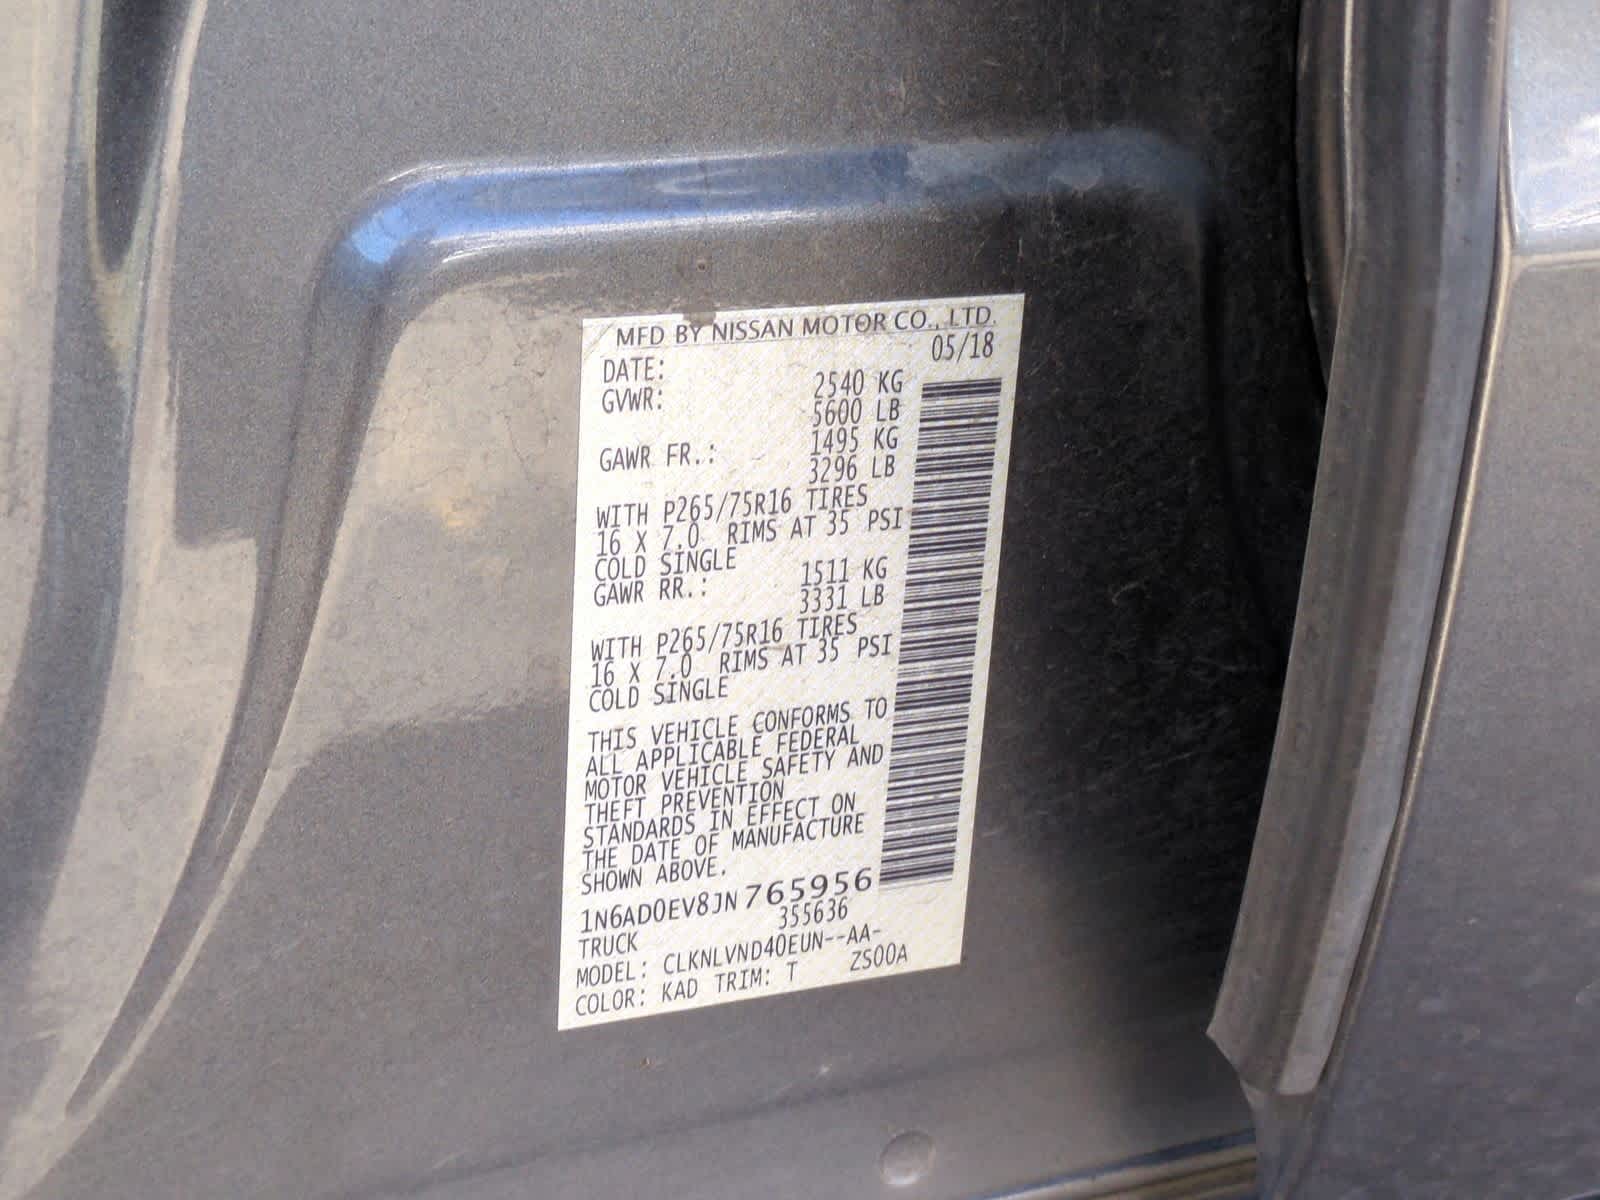 MFD BY NISSAN MOTOR CO., LTD.
DATE: 05/18
GVWR: 2540 KG
5600 LB
GAWR FR.: 1495 KG
3296 LB
WITH P265/75R16 TIRES
16 X 7.0 RIMS AT 35 PSI
COLD SINGLE
GAWR RR.: 1511 KG
3331 LB
WITH P265/75R16 TIRES
16 X 7.0 RIMS AT 35 PSI
COLD SINGLE
THIS VEHICLE CONFORMS TO
ALL APPLICABLE FEDERAL
MOTOR VEHICLE SAFETY AND
THEFT PREVENTION
STANDARDS IN EFFECT ON
THE DATE OF MANUFACTURE
SHOWN ABOVE.
1N6AD0EV8JN 765956
TRUCK 355636
MODEL: CLKNLVND40EUN--AA-
COLOR: KAD TRIM: T ZS00A